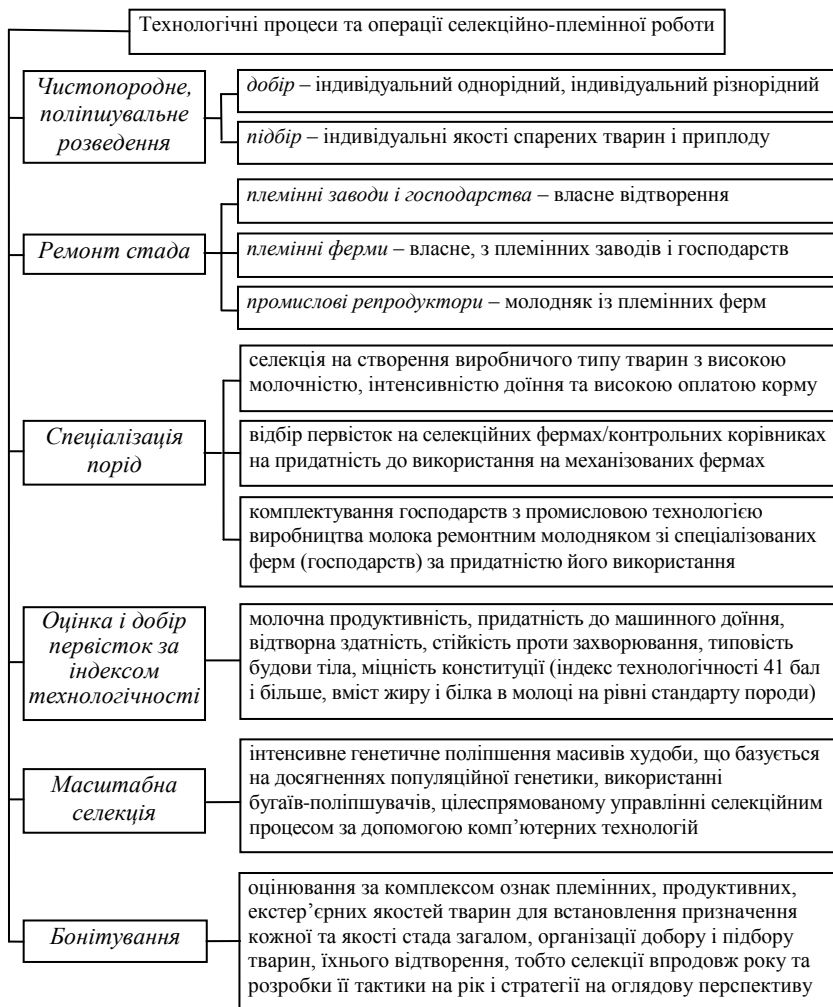 Технологічні процеси та операції селекційно-племінної роботи
Чистопородне,
поліпшувальне
розведення
добір – індивідуальний однорідний, індивідуальний різнорідний
підбір – індивідуальні якості спарених тварин і приплоду
Ремонт стада
племінні заводи і господарства – власне відтворення
племінні ферми – власне, з племінних заводів і господарств
промислові репродуктори – молодняк із племінних ферм
Спеціалізація
порід
селекція на створення виробничого типу тварин з високою
молочністю, інтенсивністю доїння та високою оплатою корму
відбір первісток на селекційних фермах/контрольних корівниках
на придатність до використання на механізованих фермах
комплектування господарств з промисловою технологією
виробництва молока ремонтним молодняком зі спеціалізованих
ферм (господарств) за придатністю його використання
Оцінка і добір
первісток за
індексом
технологічності
молочна продуктивність, придатність до машинного доїння,
відтворна здатність, стійкість проти захворювання, типовість
будови тіла, міцність конституції (індекс технологічності 41 бал
і більше, вміст жиру і білка в молоці на рівні стандарту породи)
Масштабна
селекція
інтенсивне генетичне поліпшення масивів худоби, що базується
на досягненнях популяційної генетики, використанні
бугаїв-поліпшувачів, цілеспрямованому управлінні селекційним
процесом за допомогою комп’ютерних технологій
Бонітування
оцінювання за комплексом ознак племінних, продуктивних,
екстер’єрних якостей тварин для встановлення призначення
кожної та якості стада загалом, організації добору і підбору
тварин, їхнього відтворення, тобто селекції впродовж року та
розробки її тактики на рік і стратегії на оглядову перспективу